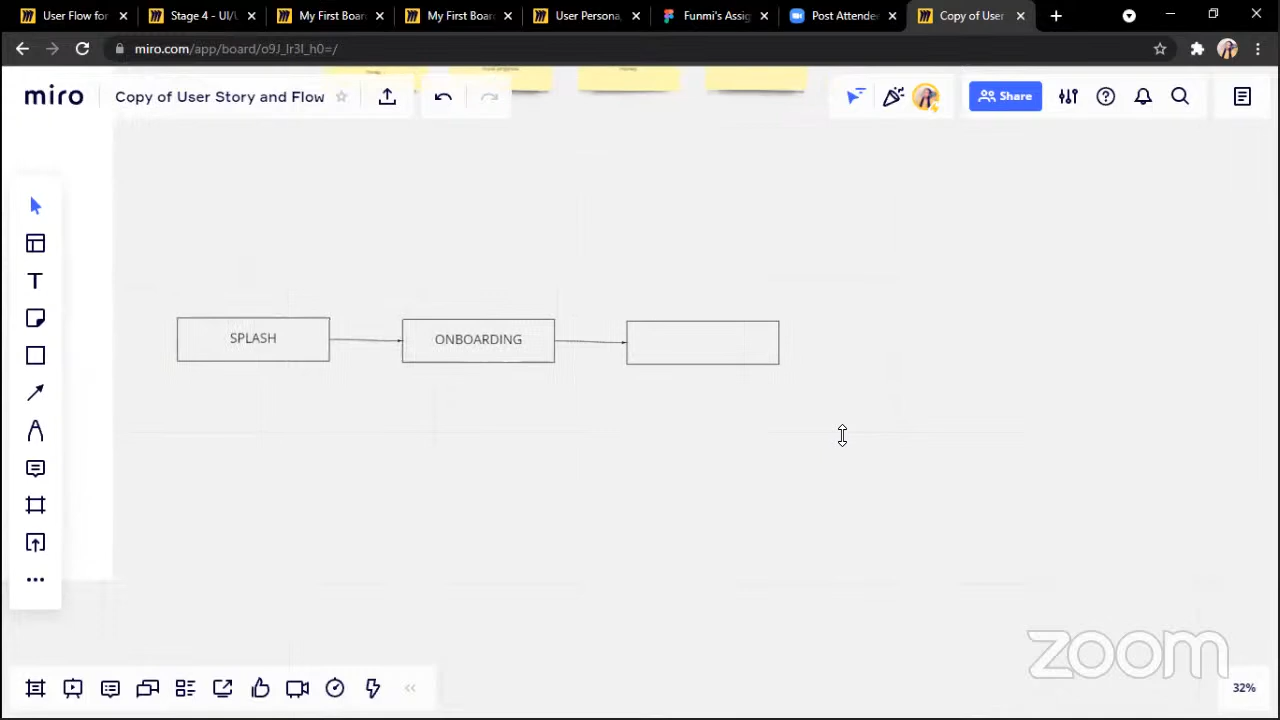 User Flow for
Stage 4 - UI/U
My First Boar
My First Boar
User Persona,
Funmi's Assig
Post Attende
Copy of User
miro.com/app/board/o9J_lr3l_h0=/
miro
Copy of User Story and Flow
Share
SPLASH
ONBOARDING
zoom
32%